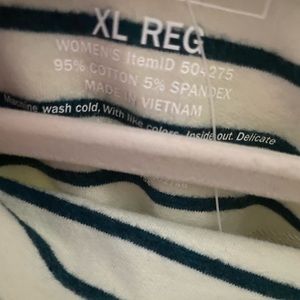 XL REG
WOMEN'S ItemID 504275
95% COTTON 5% SPANDEX
MADE IN VIETNAM
Machine wash cold, With like colors, Inside out. Delicate